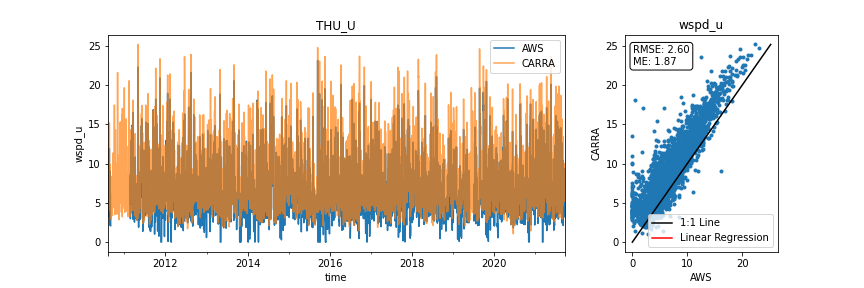 THU_U
wspd_u
AWS
CARRA
RMSE: 2.60
ME: 1.87
25
20
15
10
5
0
wspd_u
2012
2014
2016
2018
2020
time
25
20
15
10
5
0
CARRA
1:1 Line
Linear Regression
0
10
20
AWS